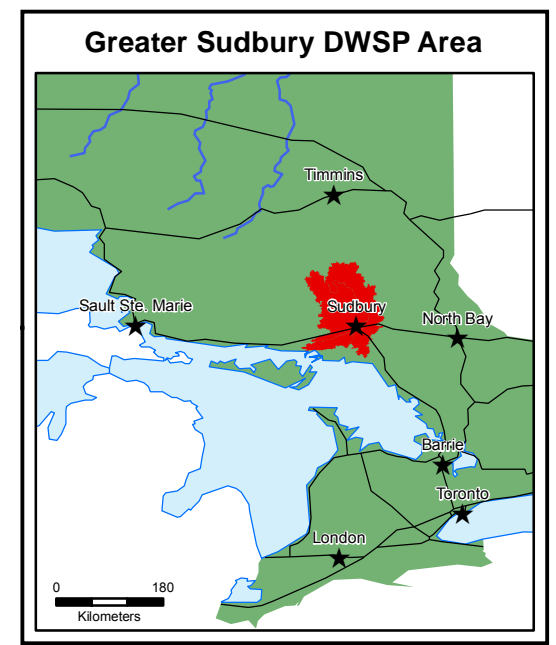 Greater Sudbury DWSP Area
Timmins
Sault Ste. Marie
Sudbury
North Bay
Barrie
Toronto
London
0 180
Kilometers